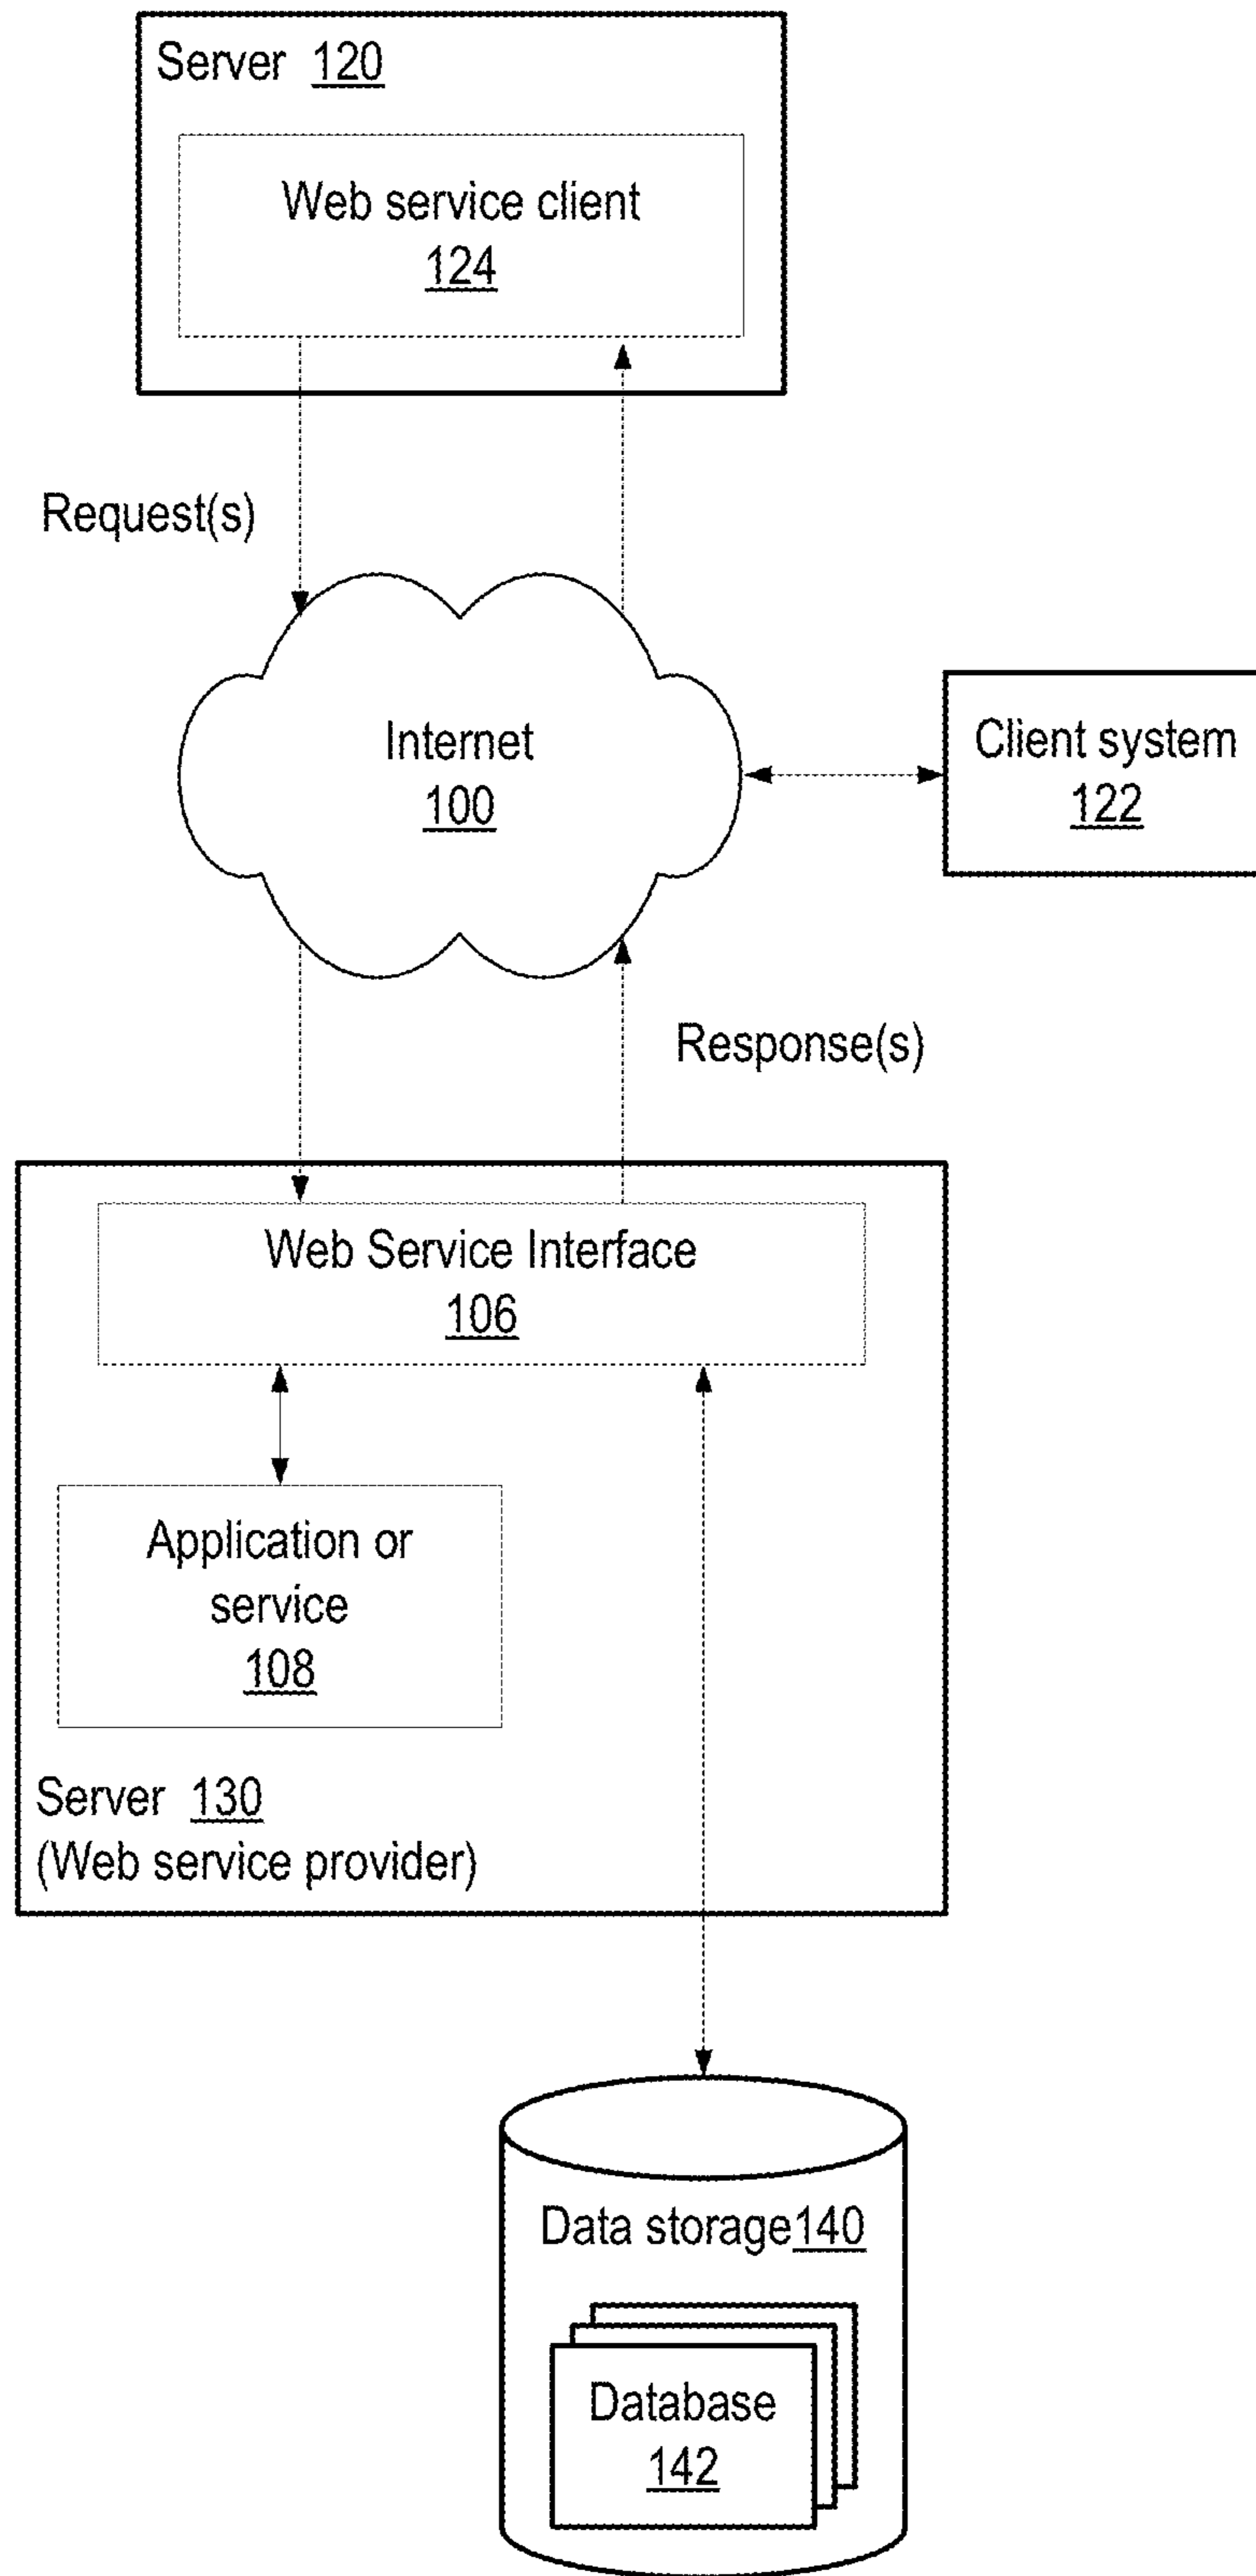 Server 120
Web service client
124
Request(s)
Internet
100
Client system
122
Response(s)
Web Service Interface
106
Application or
service
108
Server 130
(Web service provider)
Data storage140
Database
142